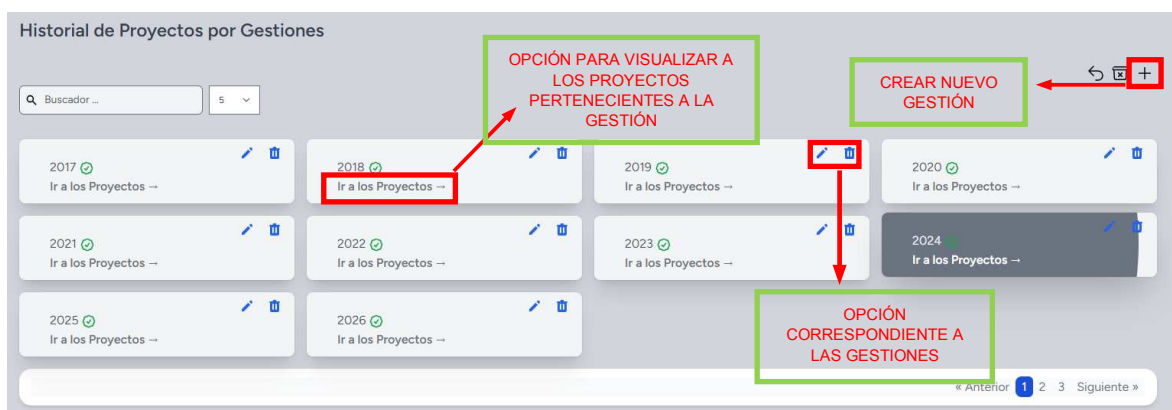 Historial de Proyectos por Gestiones
OPCIÓN PARA VISUALIZAR A
LOS PROYECTOS
PERTENECIENTES A LA
GESTIÓN
CREAR NUEVO
GESTIÓN
Buscador ...
5
2017
Ir a los Proyectos →
2018
Ir a los Proyectos →
2019
Ir a los Proyectos →
2020
Ir a los Proyectos →
2021
Ir a los Proyectos →
2022
Ir a los Proyectos →
2023
Ir a los Proyectos →
2024
Ir a los Proyectos →
2025
Ir a los Proyectos →
2026
Ir a los Proyectos →
OPCIÓN
CORRESPONDIENTE A
LAS GESTIONES
« Anterior 1 2 3 Siguiente »